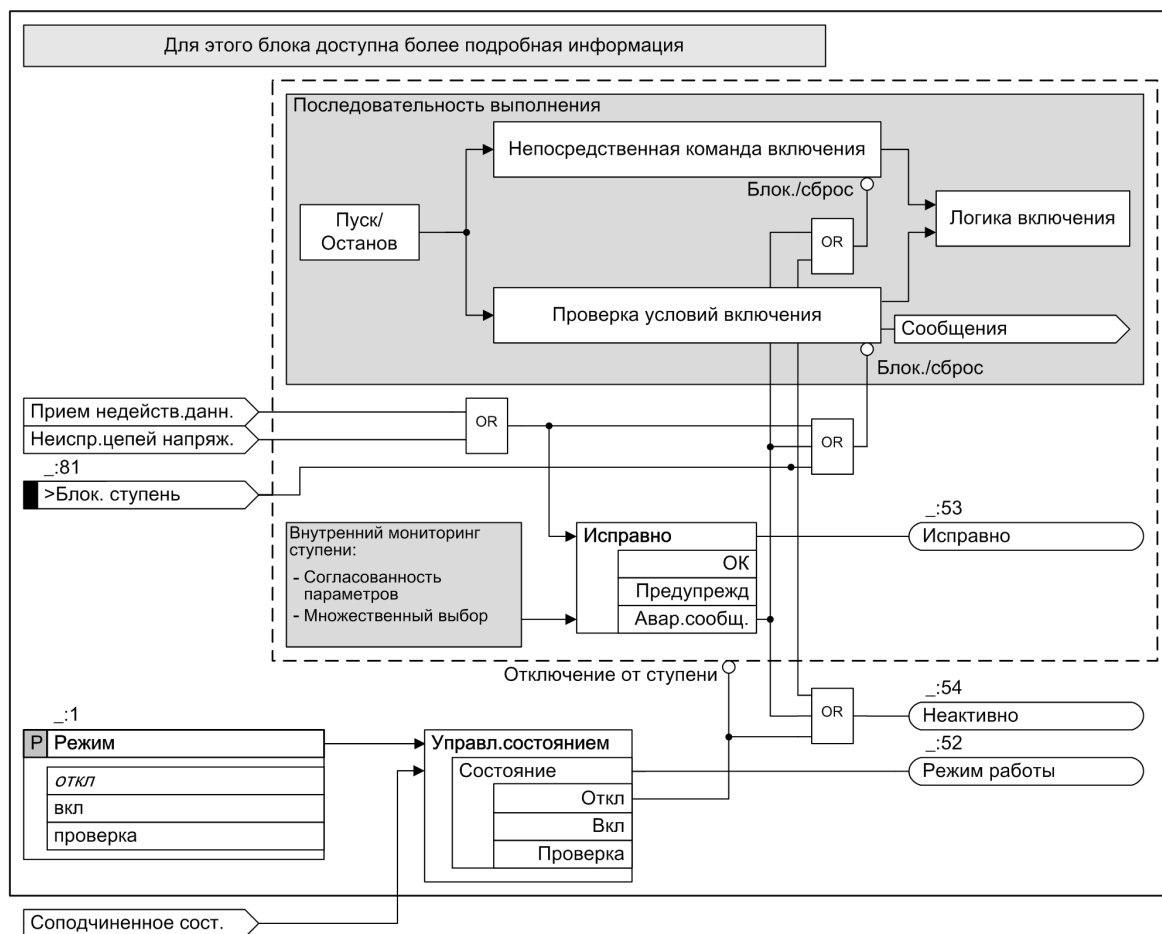 Для этого блока доступна более подробная информация
Последовательность выполнения
Непосредственная команда включения
Блок./сброс
Пуск/
Останов
OR
Логика включения
Проверка условий включения
Сообщения
Блок./сброс
Прием недейств.данн.
Неиспр.цепей напряж.
OR
OR
_:81
>Блок. ступень
Внутренний мониторинг
ступени:
- Согласованность
параметров
- Множественный выбор
Исправно
ОК
Предупрежд
Авар.сообщ.
_:53
Исправно
Отключение от ступени
OR
_:54
Неактивно
_:52
Режим работы
_:1
P Режим
откл
вкл
проверка
Управл.состоянием
Состояние
Откл
Вкл
Проверка
Соподчиненное сост.